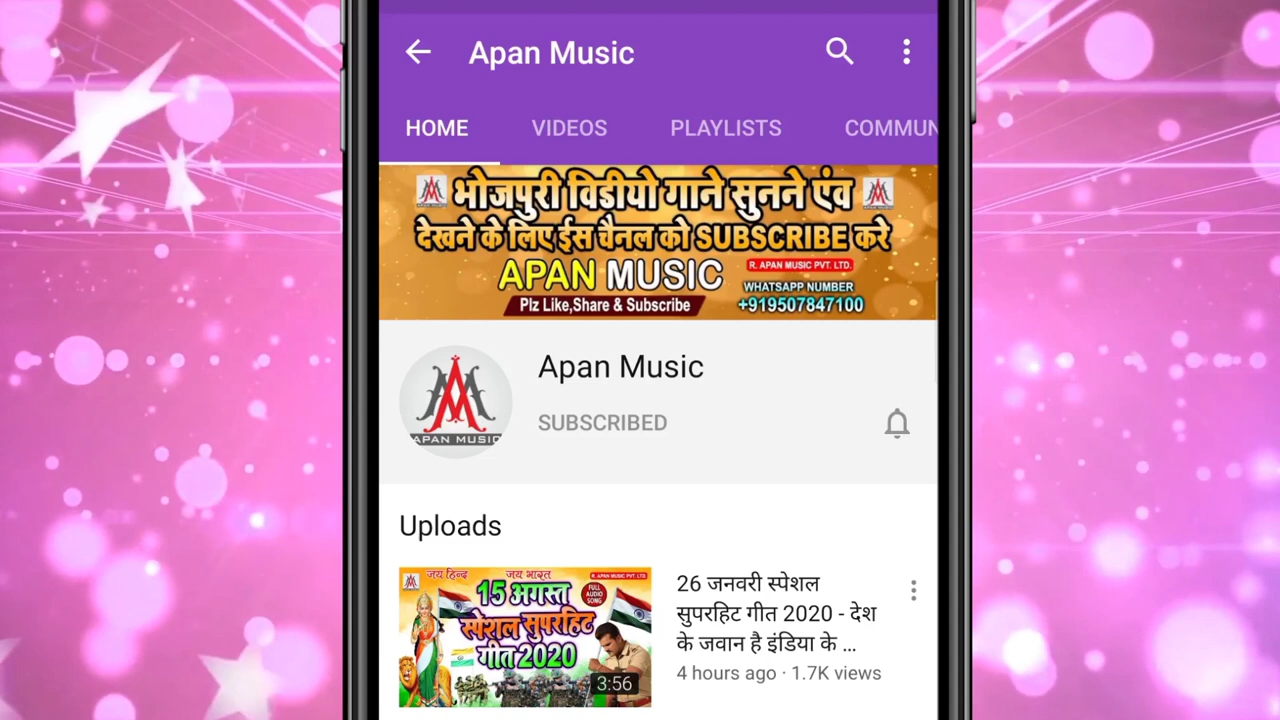 Apan Music
HOME VIDEOS PLAYLISTS COMMUN
भोजपुरी विडीयो गाने सुनने एंव
देखने के लिए ईस चैनल को SUBSCRIBE करे
APAN MUSIC
R. APAN MUSIC PVT. LTD.
WHATSAPP NUMBER
+919507847100
Plz Like,Share & Subscribe
Apan Music
SUBSCRIBED
APAN MUSIC
Uploads
जय हिन्द जय भारत
R. APAN MUSIC PVT. LTD
15 अगस्त
FULL
AUDIO
SONG
स्पेशल सुपरहिट
गीत 2020
3:56
26 जनवरी स्पेशल
सुपरहिट गीत 2020 - देश
के जवान है इंडिया के ...
4 hours ago · 1.7K views